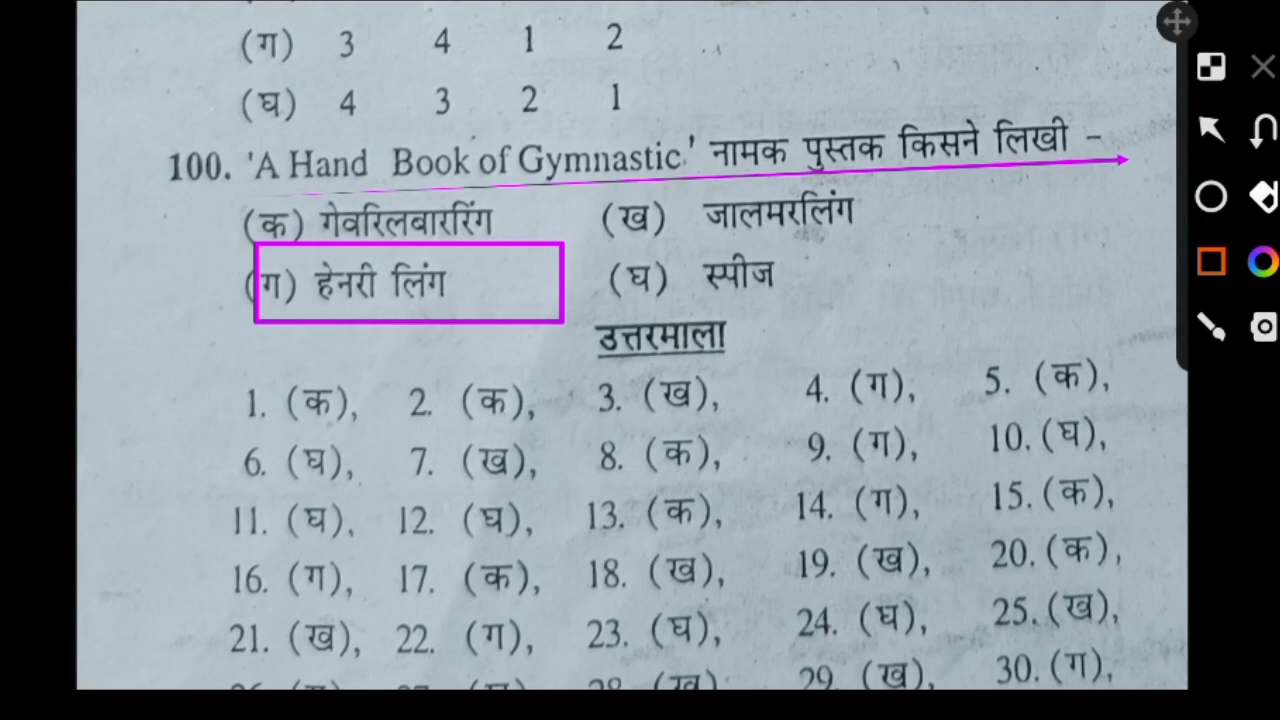 (ग) 3 4 1 2
(घ) 4 3 2 1
100. 'A Hand Book of Gymnastic.' नामक पुस्तक किसने लिखी -
(क) गेवरिलबाररिंग (ख) जालमरलिंग
(ग) हेनरी लिंग (घ) स्पीज
उत्तरमाला
1. (क), 2. (क), 3. (ख), 4. (ग), 5. (क),
6. (घ), 7. (ख), 8. (क), 9. (ग), 10. (घ),
11. (घ), 12. (घ), 13. (क), 14. (ग), 15. (क),
16. (ग), 17. (क), 18. (ख), 19. (ख), 20. (क),
21. (ख), 22. (ग), 23. (घ), 24. (घ), 25. (ख),
28. (ख) 29. (ख), 30. (ग),